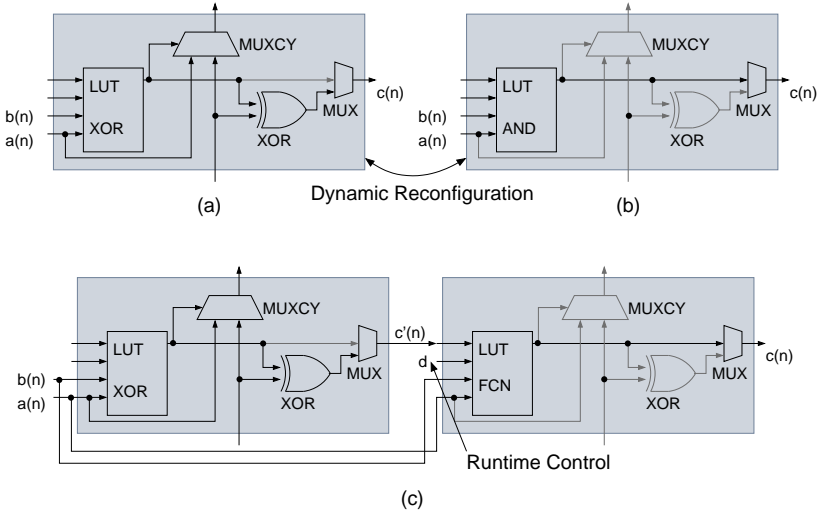 MUXCY
LUT
b(n)
a(n)
XOR
XOR
MUX
c(n)
MUXCY
LUT
b(n)
a(n)
AND
XOR
MUX
c(n)
Dynamic Reconfiguration
(a)
(b)
MUXCY
LUT
b(n)
a(n)
XOR
XOR
MUX
c'(n)
MUXCY
LUT
d
FCN
XOR
MUX
c(n)
Runtime Control
(c)